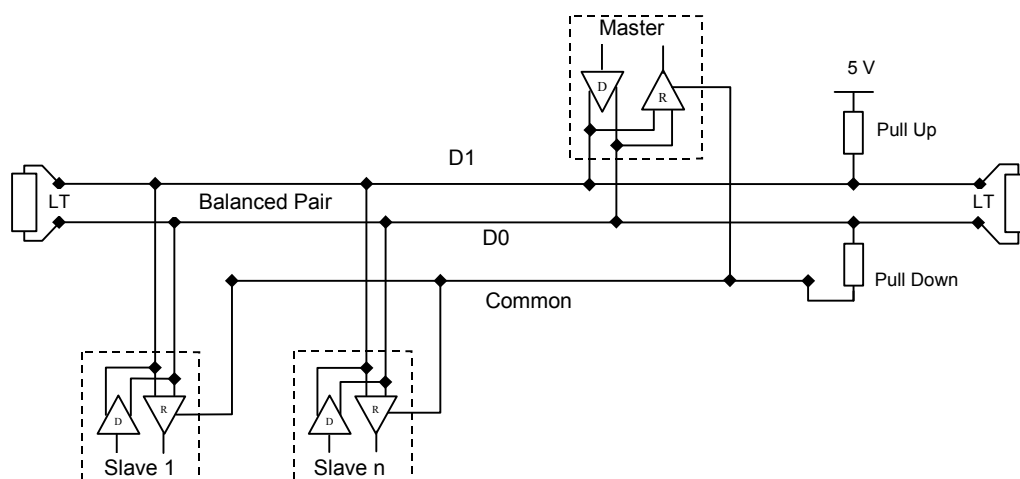 Master
D
R
5 V
Pull Up
D1
LT
Balanced Pair
LT
D0
Pull Down
Common
D
R
D
R
Slave 1
Slave n